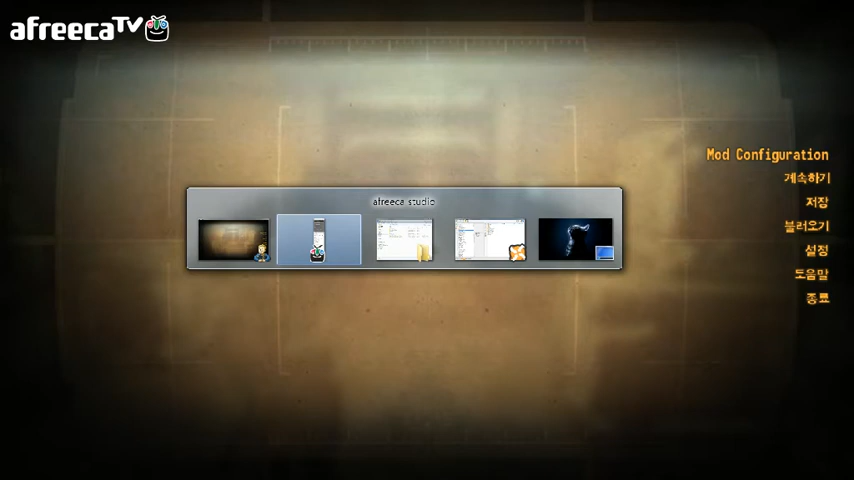 afreecaTV
Mod Configuration
계속하기
저장
afreeca studio
불러오기
설정
도움말
종료